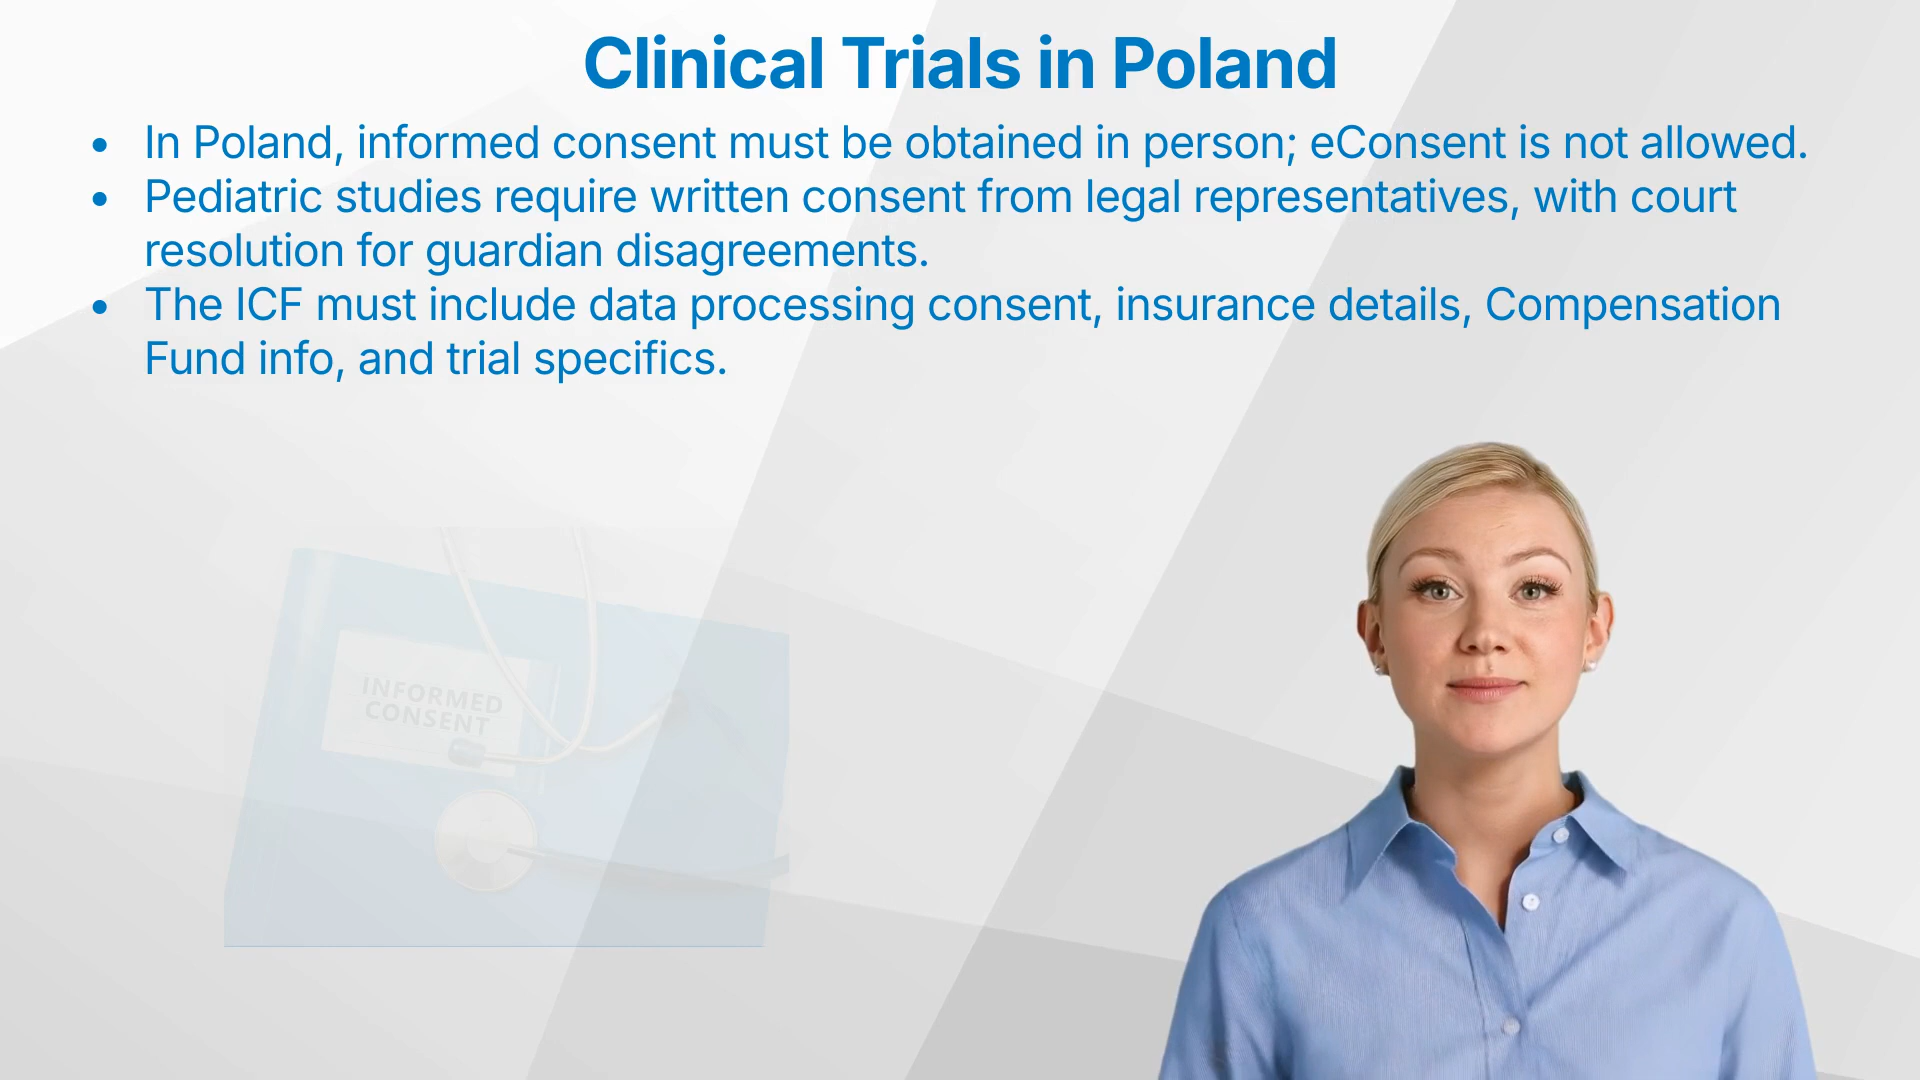 Clinical Trials in Poland
• In Poland, informed consent must be obtained in person; eConsent is not allowed.
• Pediatric studies require written consent from legal representatives, with court
resolution for guardian disagreements.
• The ICF must include data processing consent, insurance details, Compensation
Fund info, and trial specifics.
INFORMED
CONSENT